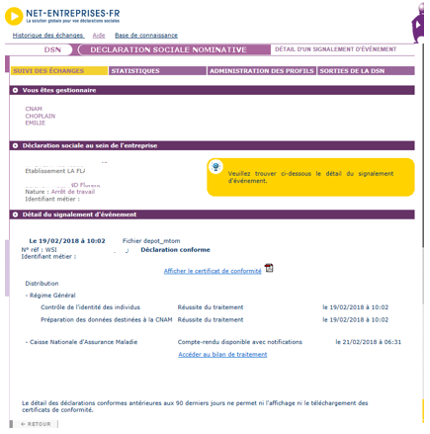 NET-ENTREPRISES-FR
La solution globale pour vos déclarations sociales
Historique des échanges Aide Base de connaissance
DSN DECLARATION SOCIALE NOMINATIVE DÉTAIL D'UN SIGNALEMENT D'ÉVÉNEMENT
SUIVI DES ÉCHANGES STATISTIQUES ADMINISTRATION DES PROFILS SORTIES DE LA DSN
Vous êtes gestionnaire
CNAM
CHOPLAIN
EMILIE
Déclaration sociale au sein de l'entreprise
Etablissement LA
Nature : Arrêt de travail
Identifiant métier :
Veuillez trouver ci-dessous le détail du signalement
d'événement.
Détail du signalement d'événement
Le 19/02/2018 à 10:02 Fichier depot_mtom
N° réf : WSI Déclaration conforme
Identifiant métier :
Afficher le certificat de conformité
Distribution
- Régime Général
Contrôle de l'identité des individus Réussite du traitement le 19/02/2018 à 10:02
Préparation des données destinées à la CNAM Réussite du traitement le 19/02/2018 à 10:02
- Caisse Nationale d'Assurance Maladie Compte-rendu disponible avec notifications le 21/02/2018 à 06:31
Accéder au bilan de traitement
Le détail des déclarations conformes antérieures aux 90 derniers jours ne permet ni l'affichage ni le téléchargement des
certificats de conformité.
RETOUR